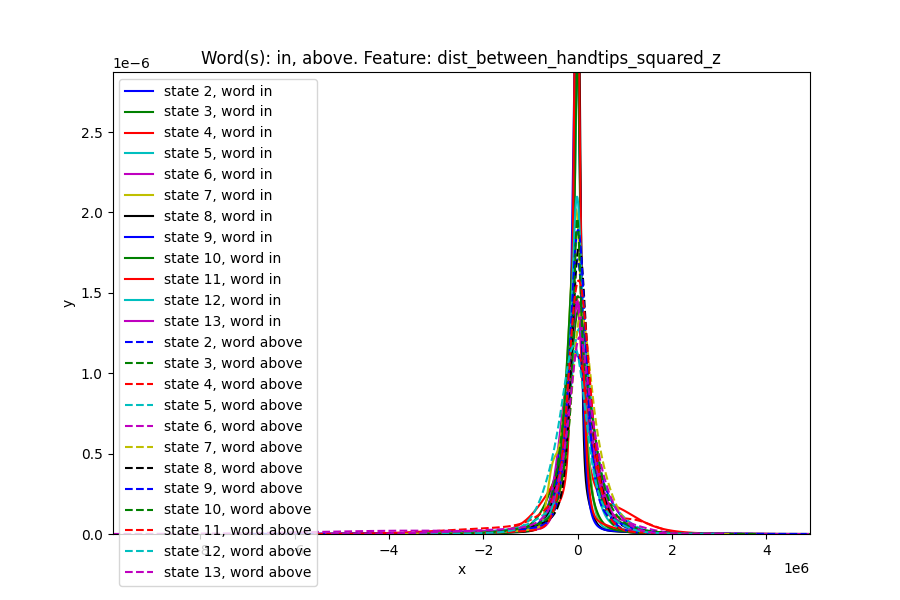 Word(s): in, above. Feature: dist_between_handtips_squared_z
1e−6
state 2, word in
state 3, word in
state 4, word in
state 5, word in
state 6, word in
state 7, word in
state 8, word in
state 9, word in
state 10, word in
state 11, word in
state 12, word in
state 13, word in
state 2, word above
state 3, word above
state 4, word above
state 5, word above
state 6, word above
state 7, word above
state 8, word above
state 9, word above
state 10, word above
state 11, word above
state 12, word above
state 13, word above
2.5
2.0
1.5
1.0
0.5
0.0
y
−4
−2
0
2
4
x
1e6